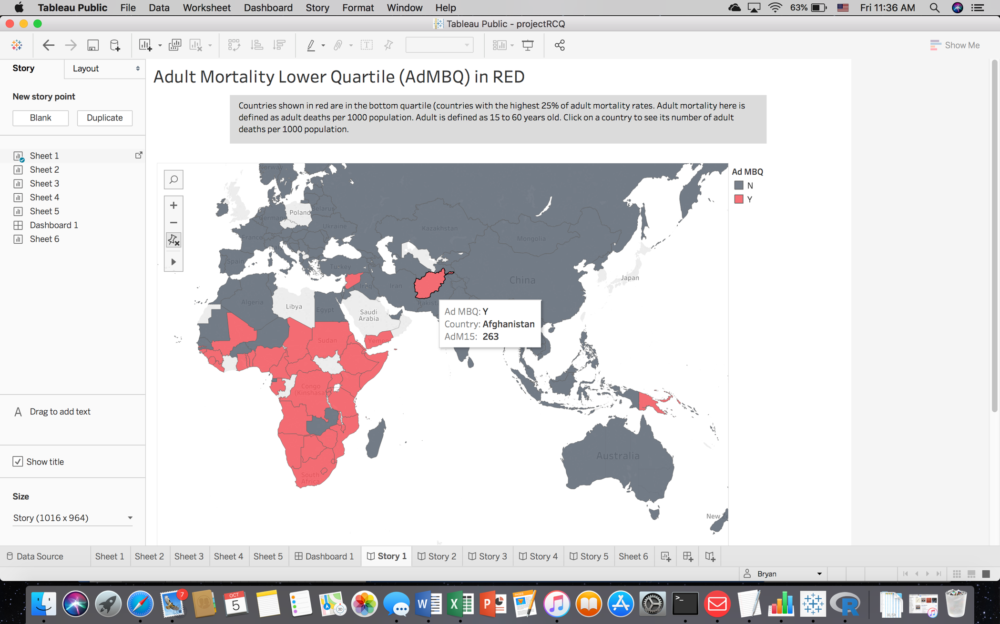 Tableau Public File Data Worksheet Dashboard Story Format Window Help 63% Fri 11:36 AM
Tableau Public - projectRCQ
Show Me
Story Layout
New story point
Blank Duplicate
Sheet 1
Sheet 2
Sheet 3
Sheet 4
Sheet 5
Dashboard 1
Sheet 6
A Drag to add text
Show title
Size
Story (1016 x 964)
Adult Mortality Lower Quartile (AdMBQ) in RED
Countries shown in red are in the bottom quartile (countries with the highest 25% of adult mortality rates. Adult mortality here is
defined as adult deaths per 1000 population. Adult is defined as 15 to 60 years old. Click on a country to see its number of adult
deaths per 1000 population.
Ad MBQ
N
Y
Norway
Poland
Belarus
Germany
Ukraine
France
Kazakhstan
Mongolia
Italy
Spain
Turkey
China
Japan
Iraq
Iran
Algeria
Libya
Egypt
Pakist
Saudi
Arabia
Ad MBQ: Y
Country: Afghanistan
AdM15: 263
Sudan
Yemen
Congo
(Kinshasa)
Australia
South
Africa
New Ze
Data Source Sheet 1 Sheet 2 Sheet 3 Sheet 4 Sheet 5 Dashboard 1 Story 1 Story 2 Story 3 Story 4 Story 5 Sheet 6
Bryan
7
OCT
5
3D
W
X
P
PAGES
>_
R
XLSX